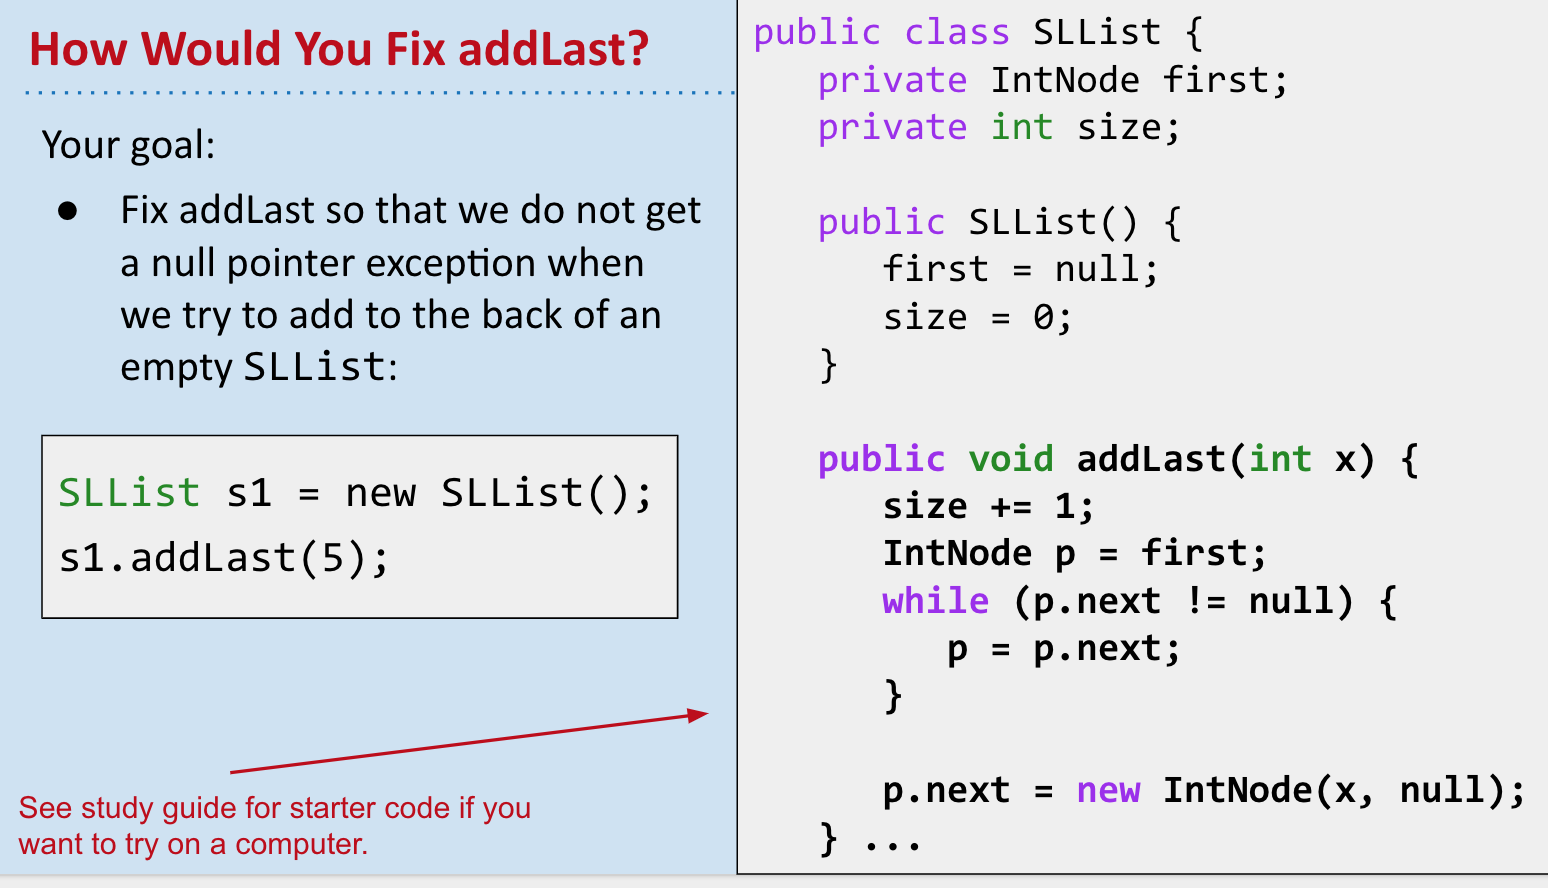 How Would You Fix addLast?
Your goal:
● Fix addLast so that we do not get
a null pointer exception when
we try to add to the back of an
empty SLList:
SLList s1 = new SLList();
s1.addLast(5);
See study guide for starter code if you
want to try on a computer.
public class SLList {
   private IntNode first;
   private int size;

   public SLList() {
      first = null;
      size = 0;
   }

   public void addLast(int x) {
      size += 1;
      IntNode p = first;
      while (p.next != null) {
         p = p.next;
      }

      p.next = new IntNode(x, null);
   } ...